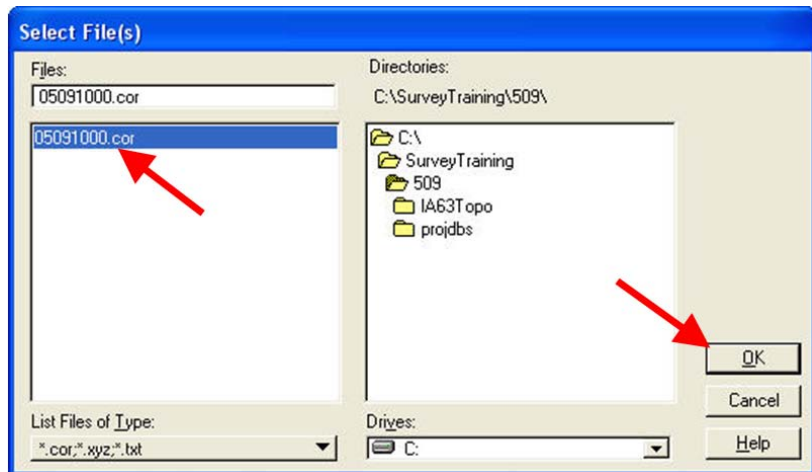 Select File(s)
Files:
05091000.cor
05091000.cor
List Files of Type:
*.cor;*.xyz;*.txt
Directories:
C:\SurveyTraining\509\
C:\
SurveyTraining
509
IA63Topo
projdbs
Drives:
C:
OK
Cancel
Help